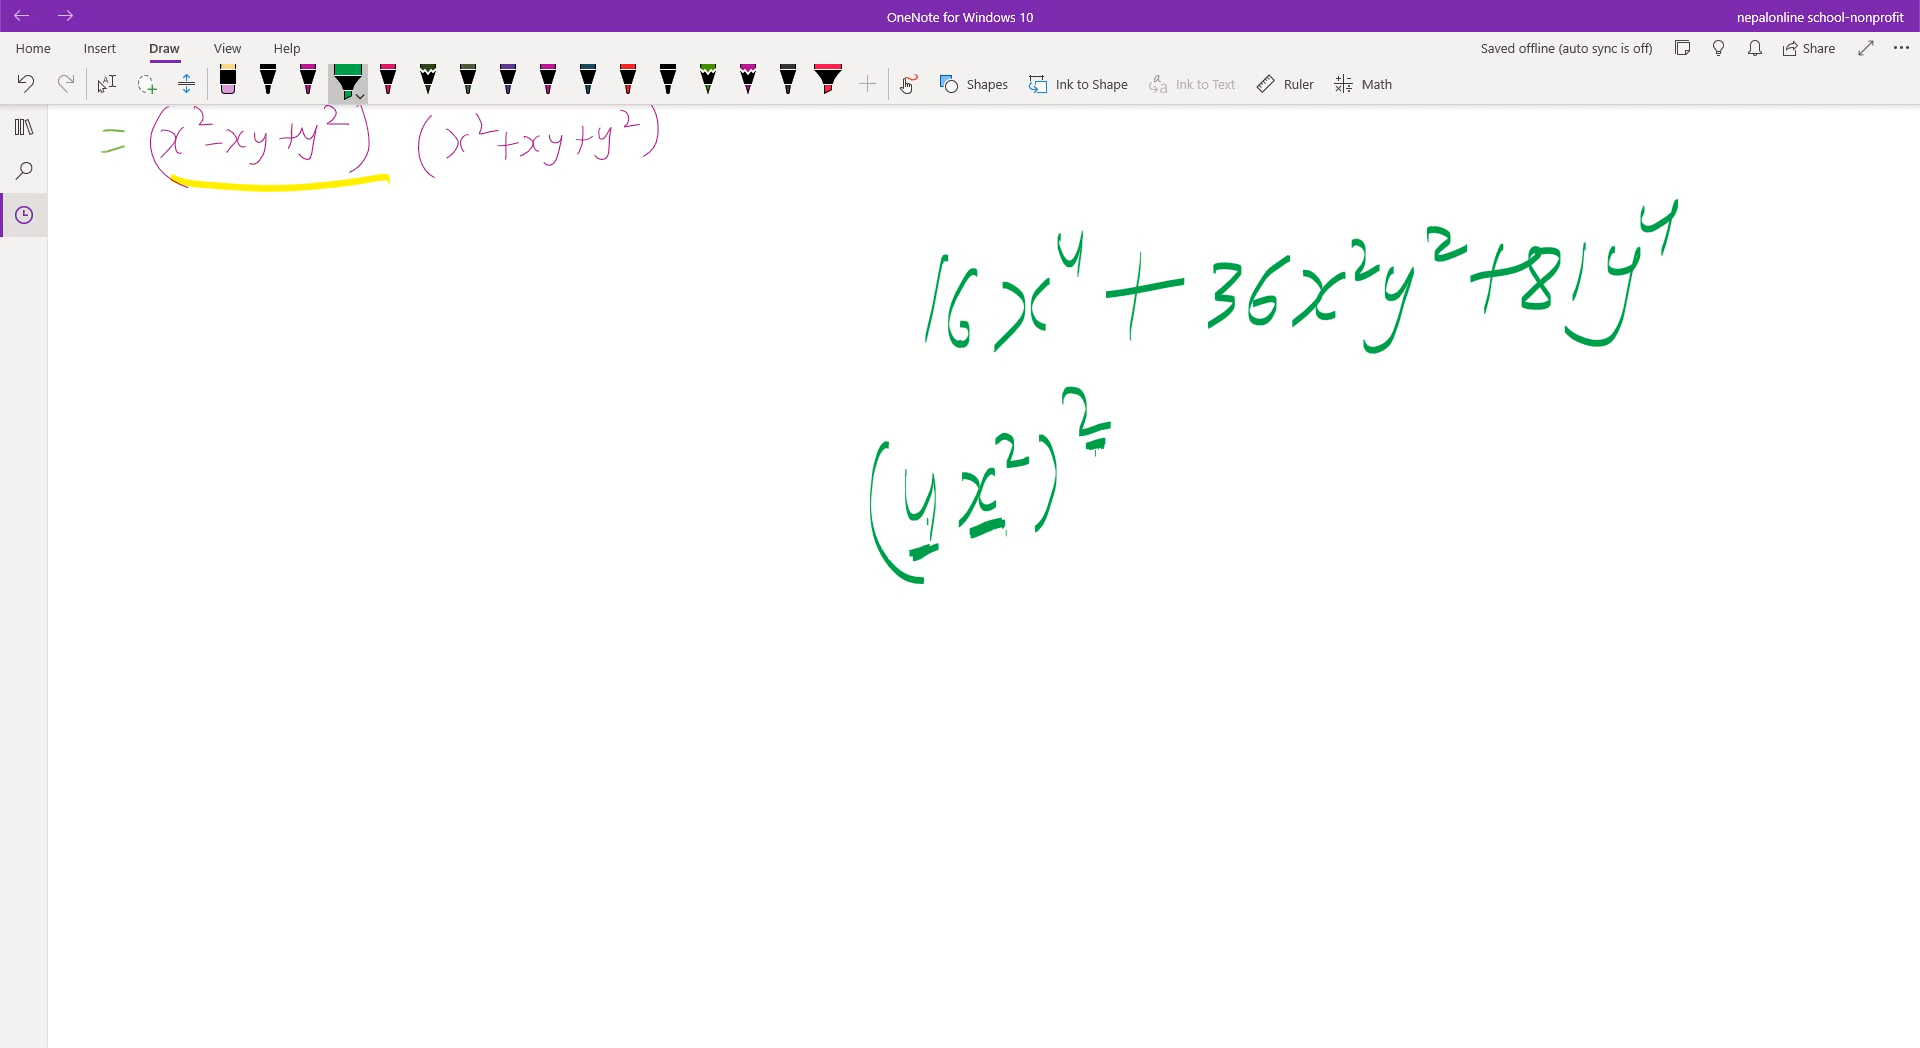 OneNote for Windows 10
nepalonline school-nonprofit
Home Insert Draw View Help
Saved offline (auto sync is off) Share
Shapes Ink to Shape Ink to Text Ruler Math
= (x² - xy + y²) (x² + xy + y²)
16x⁴ + 36x²y² + 81y⁴
(4x²)²